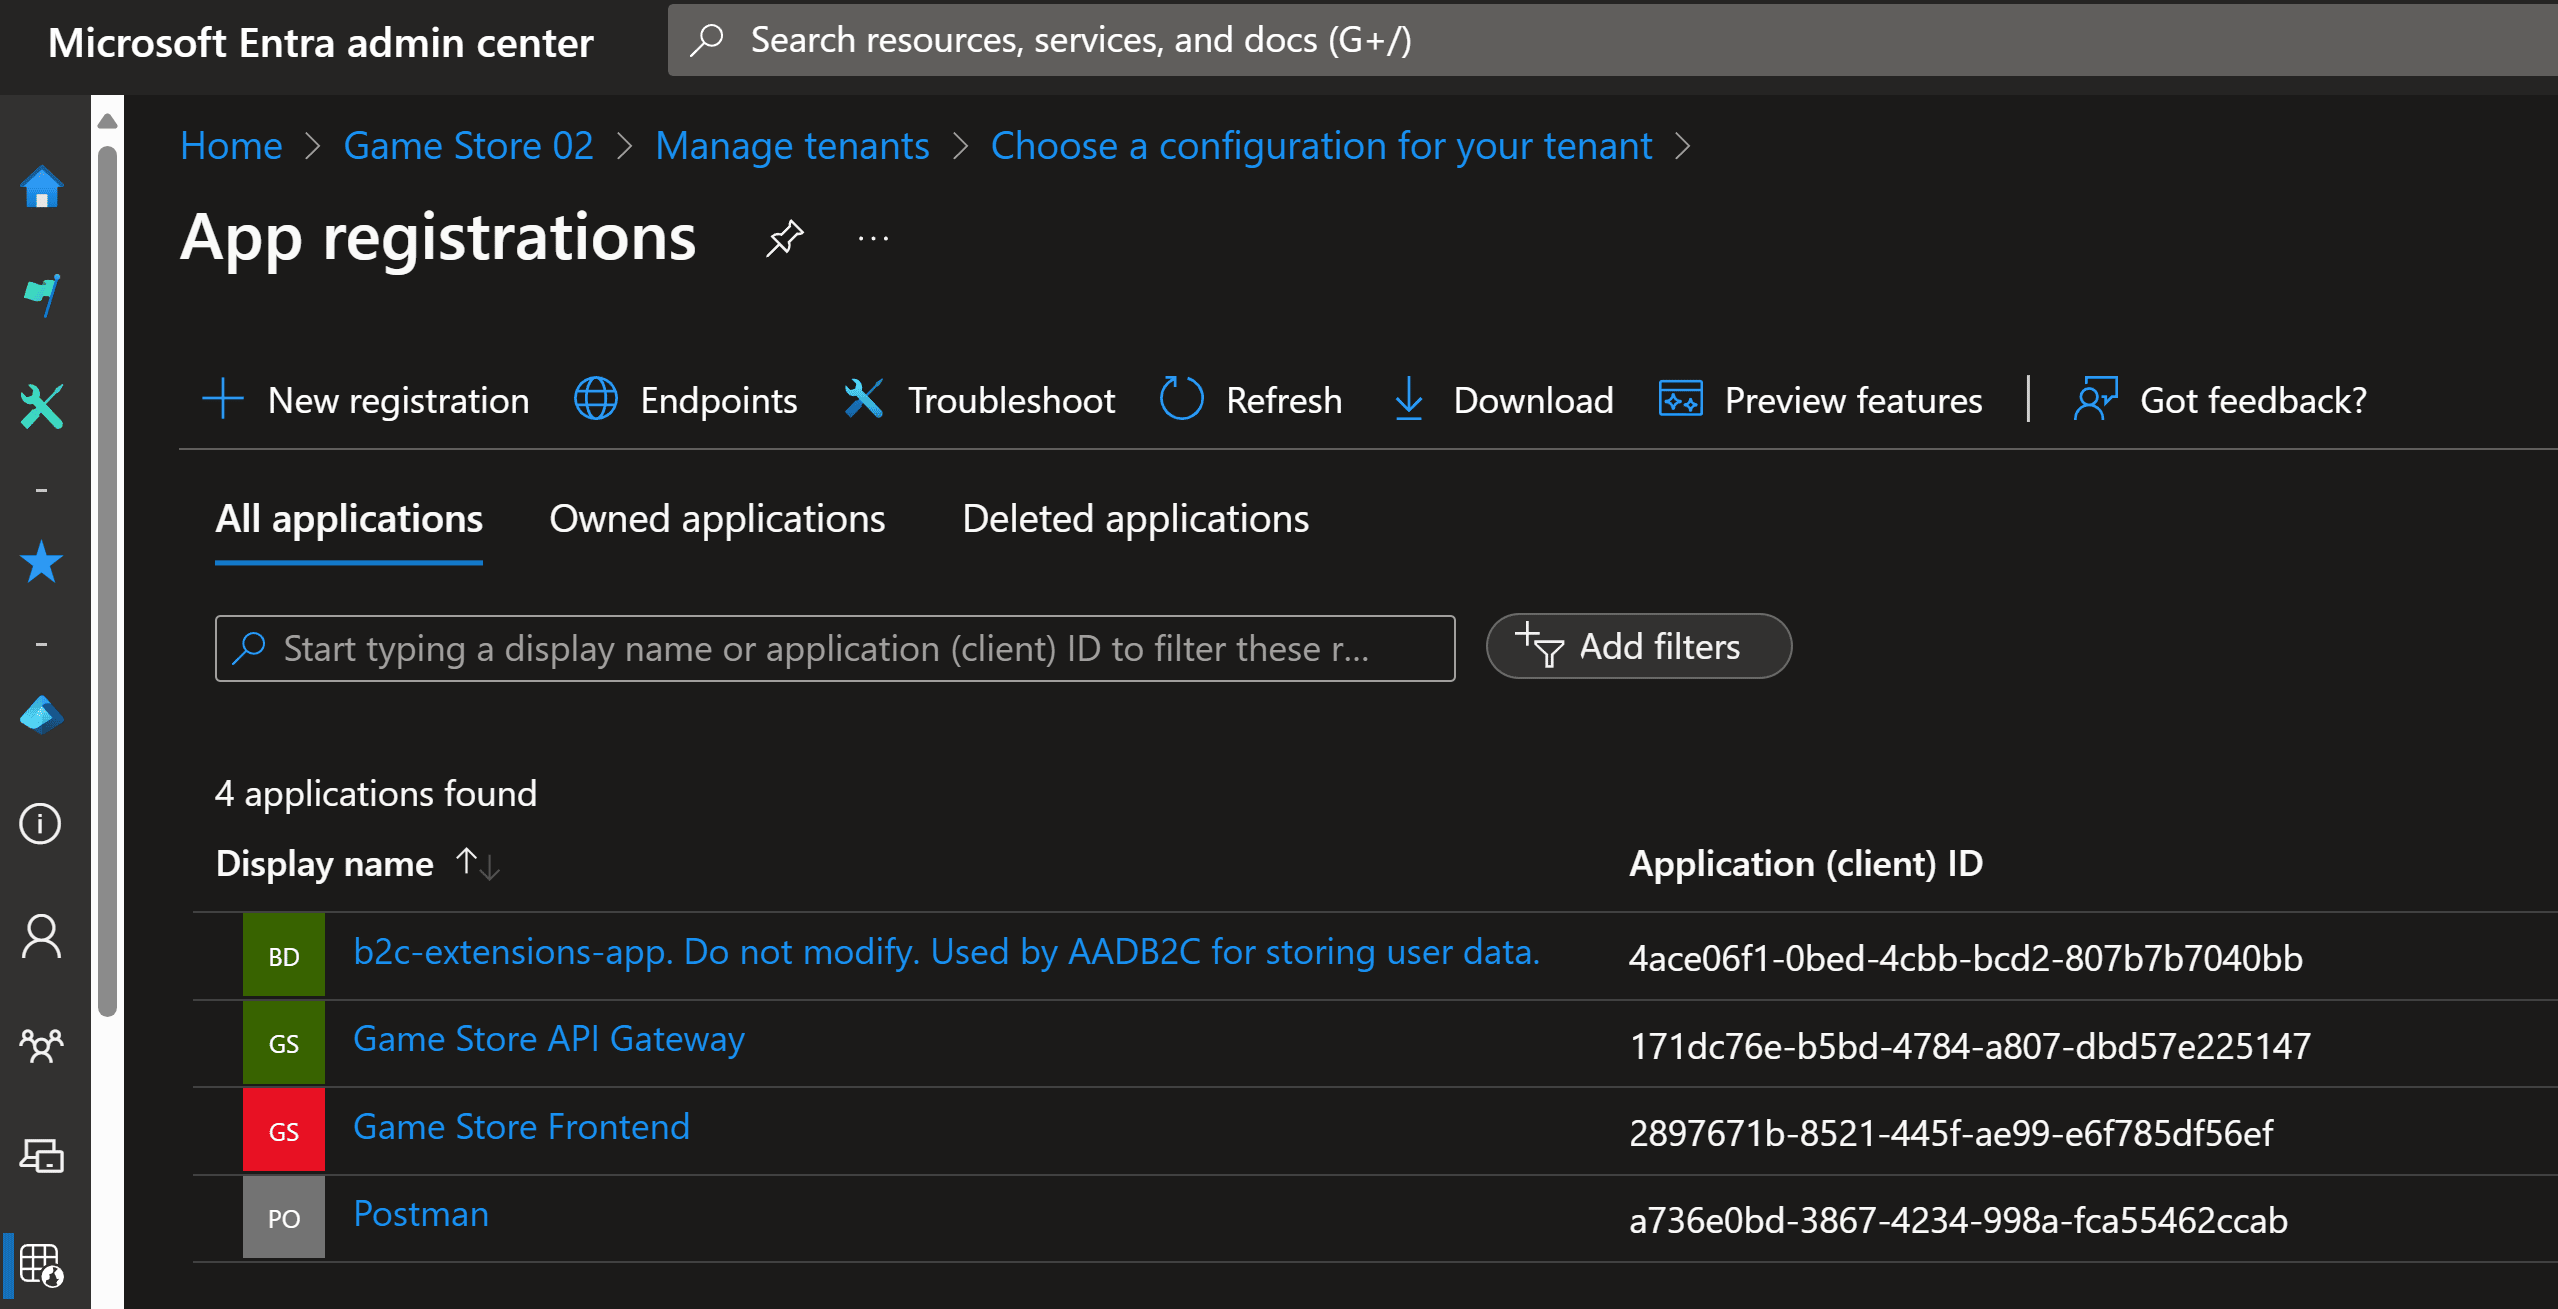 Microsoft Entra admin center
Search resources, services, and docs (G+/)
Home > Game Store 02 > Manage tenants > Choose a configuration for your tenant >
App registrations ...
New registration Endpoints Troubleshoot Refresh Download Preview features | Got feedback?
All applications Owned applications Deleted applications
Start typing a display name or application (client) ID to filter these r... Add filters
4 applications found
Display name Application (client) ID
BD b2c-extensions-app. Do not modify. Used by AADB2C for storing user data. 4ace06f1-0bed-4cbb-bcd2-807b7b7040bb
GS Game Store API Gateway 171dc76e-b5bd-4784-a807-dbd57e225147
GS Game Store Frontend 2897671b-8521-445f-ae99-e6f785df56ef
PO Postman a736e0bd-3867-4234-998a-fca55462ccab